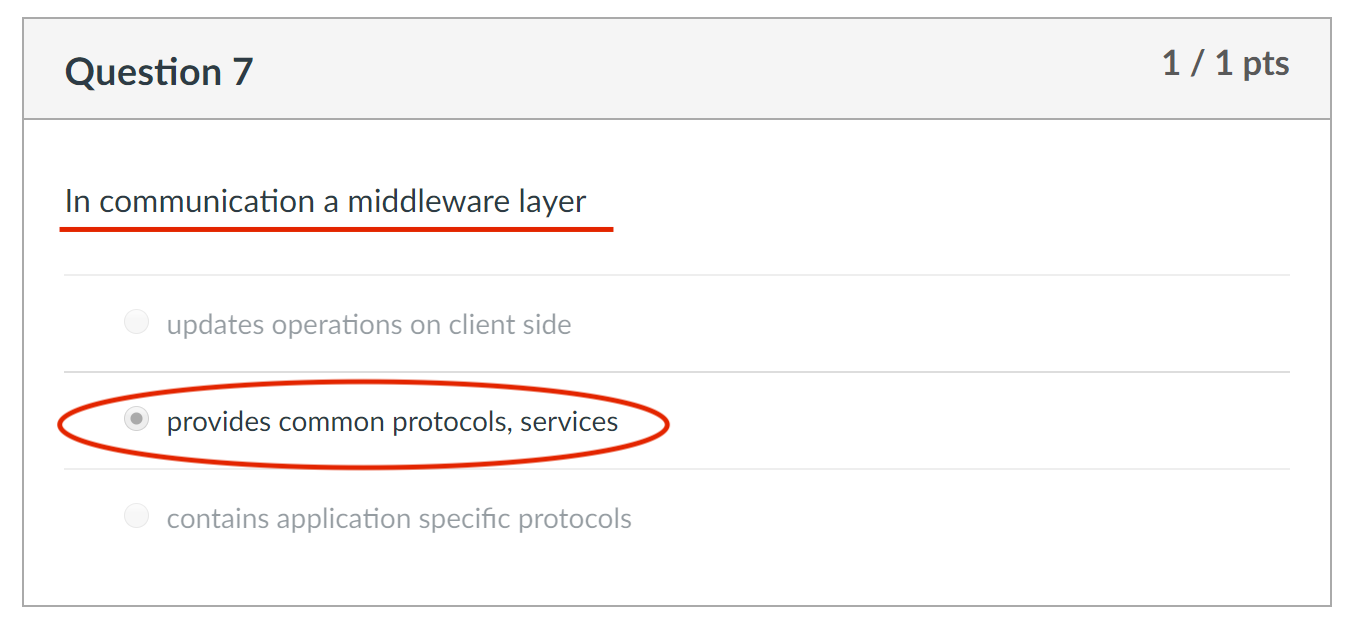 Question 7
1 / 1 pts
In communication a middleware layer
updates operations on client side
provides common protocols, services
contains application specific protocols